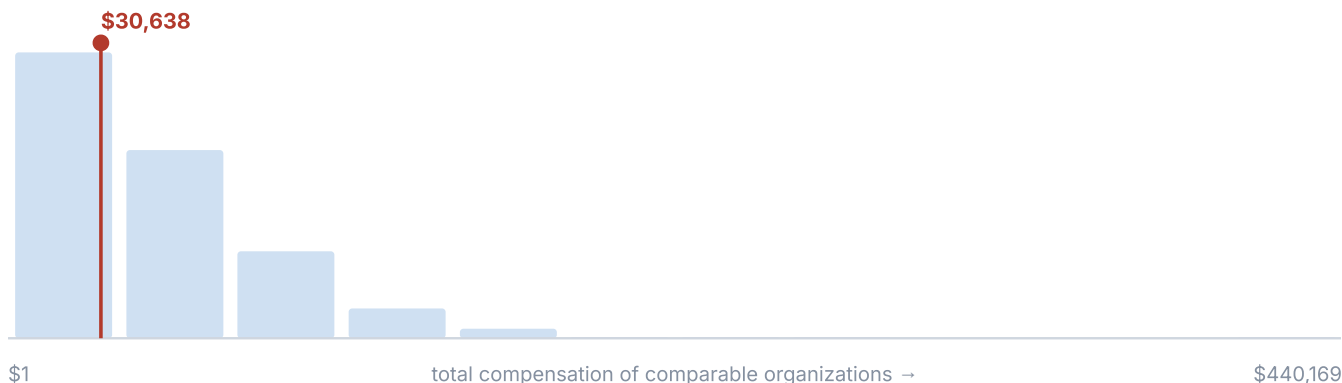 $30,638
$1 total compensation of comparable organizations → $440,169